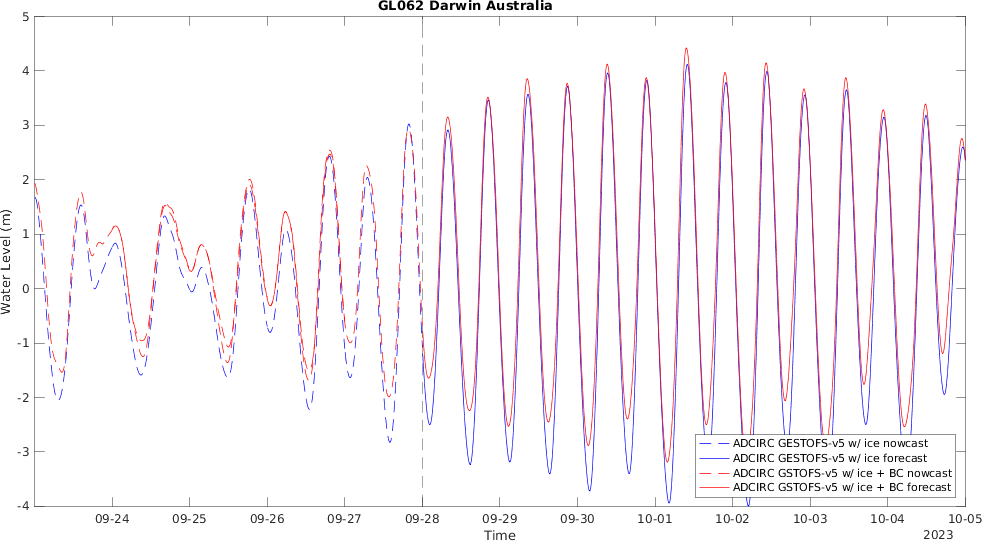 GL062 Darwin Australia
5
4
3
2
1
0
-1
-2
-3
-4
Water Level (m)
ADCIRC GESTOFS-v5 w/ ice nowcast
ADCIRC GESTOFS-v5 w/ ice forecast
ADCIRC GSTOFS-v5 w/ ice + BC nowcast
ADCIRC GSTOFS-v5 w/ ice + BC forecast
09-24 09-25 09-26 09-27 09-28 09-29 09-30 10-01 10-02 10-03 10-04 10-05
Time
2023